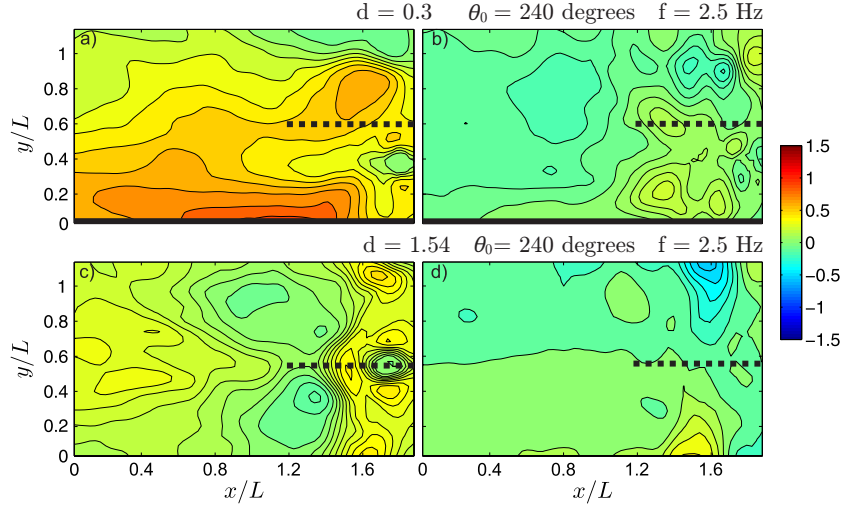 d = 0.3 θ₀ = 240 degrees f = 2.5 Hz
a) b)
y/L
1
0.8
0.6
0.4
0.2
0
d = 1.54 θ₀= 240 degrees f = 2.5 Hz
c) d)
y/L
1
0.8
0.6
0.4
0.2
0
0 0.4 0.8 1.2 1.6 0 0.4 0.8 1.2 1.6
x/L x/L
1.5
1
0.5
0
−0.5
−1
−1.5